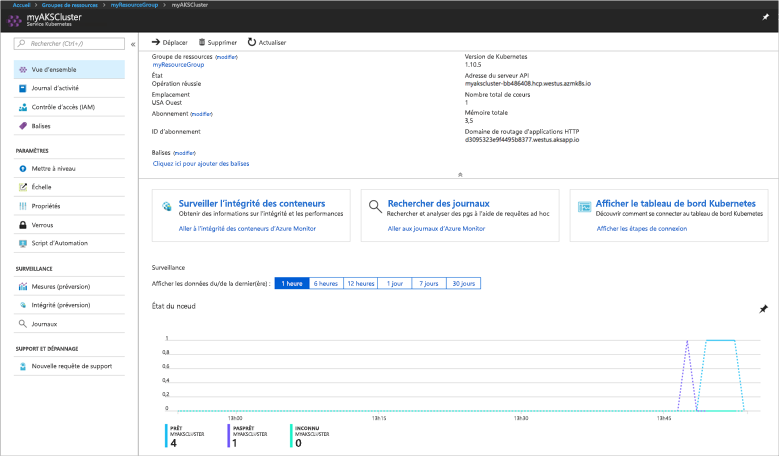 Accueil > Groupes de ressources > myResourceGroup > myAKSCluster
myAKSCluster
Service Kubernetes
Rechercher (Ctrl+/)
Vue d'ensemble
Journal d'activité
Contrôle d'accès (IAM)
Balises
PARAMÈTRES
Mettre à niveau
Échelle
Propriétés
Verrous
Script d'Automation
SURVEILLANCE
Mesures (préversion)
Intégrité (préversion)
Journaux
SUPPORT ET DÉPANNAGE
Nouvelle requête de support
Déplacer Supprimer Actualiser
Groupe de ressources (modifier)
myResourceGroup
État
Opération réussie
Emplacement
USA Ouest
Abonnement (modifier)
ID d'abonnement
Balises (modifier)
Cliquez ici pour ajouter des balises
Version de Kubernetes
1.10.5
Adresse du serveur API
myakscluster-bb486408.hcp.westus.azmk8s.io
Nombre total de cœurs
1
Mémoire totale
3,5
Domaine de routage d'applications HTTP
d3095323e9f4495b8377.westus.aksapp.io
Surveiller l'intégrité des conteneurs
Obtenir des informations sur l'intégrité et les performances
Aller à l'intégrité des conteneurs d'Azure Monitor
Rechercher des journaux
Rechercher et analyser des pgs à l'aide de requêtes ad hoc
Aller aux journaux d'Azure Monitor
Afficher le tableau de bord Kubernetes
Découvrir comment se connecter au tableau de bord Kubernetes
Afficher les étapes de connexion
Surveillance
Afficher les données du/de la dernier(ère) : 1 heure 6 heures 12 heures 1 jour 7 jours 30 jours
État du nœud
1
0,8
0,6
0,4
0,2
0
13h00 13h15 13h30 13h45
PRÊT
MYAKSCLUSTER
4
PASPRÊT
MYAKSCLUSTER
1
INCONNU
MYAKSCLUSTER
0